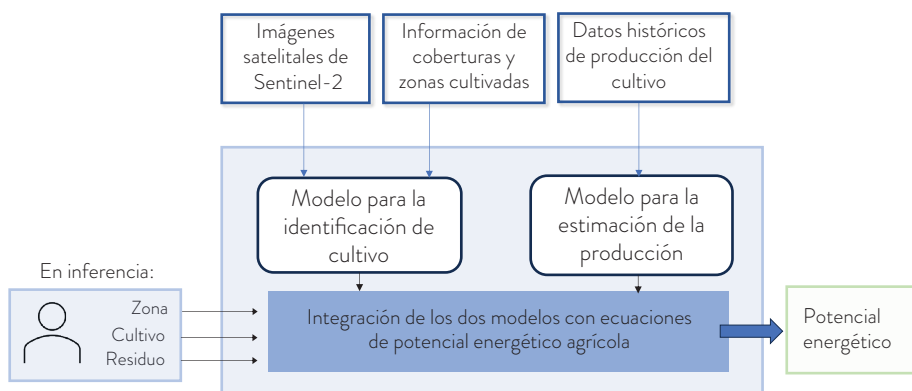 Imágenes
satelitales de
Sentinel-2
Información de
coberturas y
zonas cultivadas
Datos históricos
de producción del
cultivo
Modelo para la
identificación de
cultivo
Modelo para la
estimación de la
producción
En inferencia:
Zona
Cultivo
Residuo
Integración de los dos modelos con ecuaciones
de potencial energético agrícola
Potencial
energético